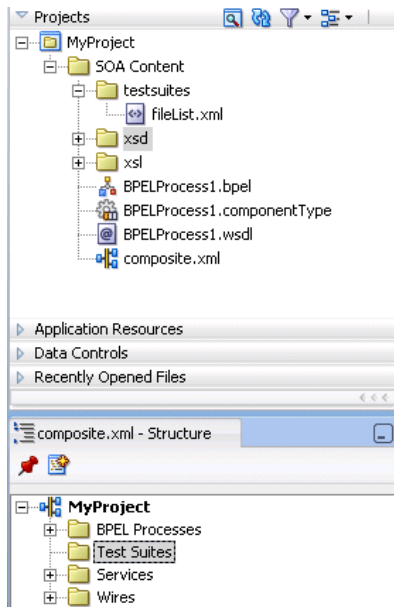 Projects
MyProject
SOA Content
testsuites
fileList.xml
xsd
xsl
BPELProcess1.bpel
BPELProcess1.componentType
BPELProcess1.wsdl
composite.xml
Application Resources
Data Controls
Recently Opened Files
composite.xml - Structure
MyProject
BPEL Processes
Test Suites
Services
Wires